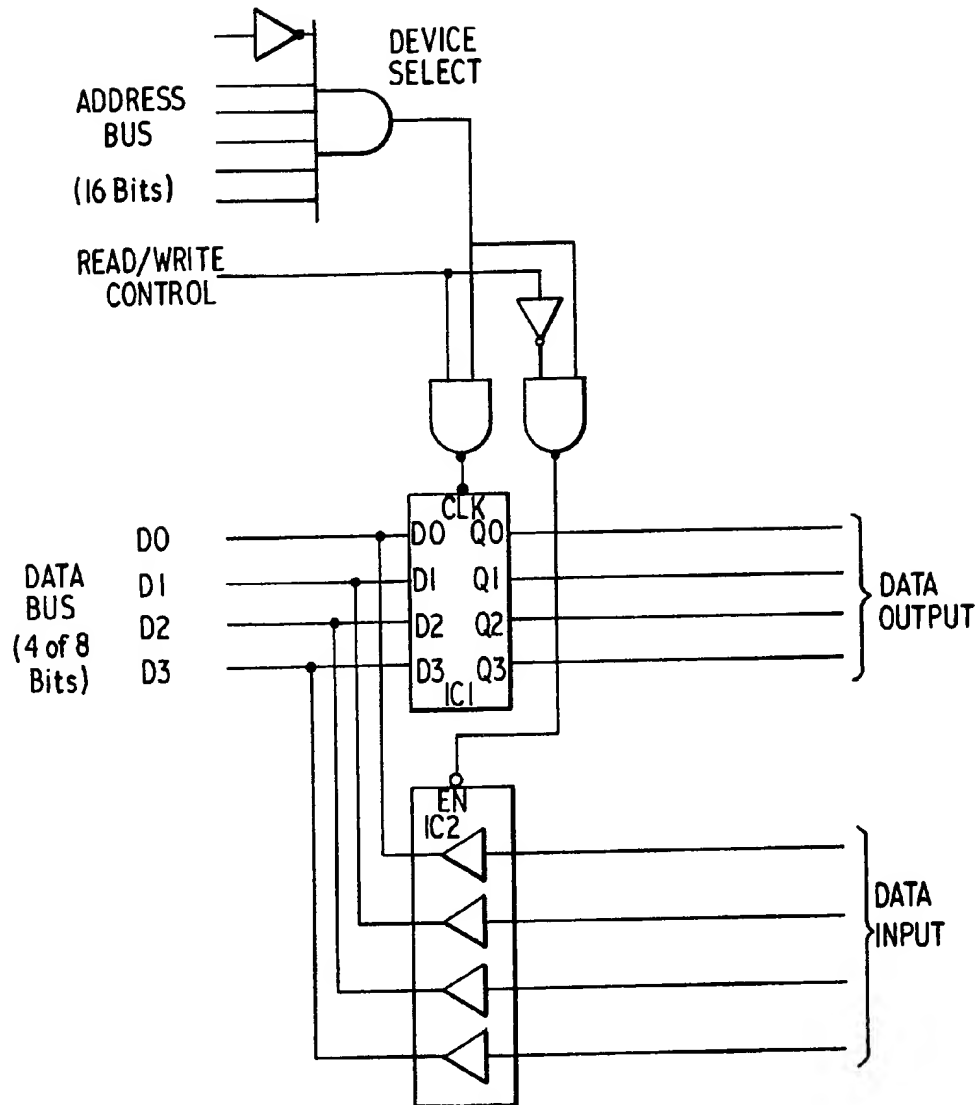 DEVICE
SELECT
ADDRESS
BUS
(16 Bits)
READ/WRITE
CONTROL
CLK
D0 Q0
D1 Q1
D2 Q2
D3 Q3
IC1
DATA
BUS
(4 of 8
Bits)
D0
D1
D2
D3
DATA
OUTPUT
EN
IC2
DATA
INPUT